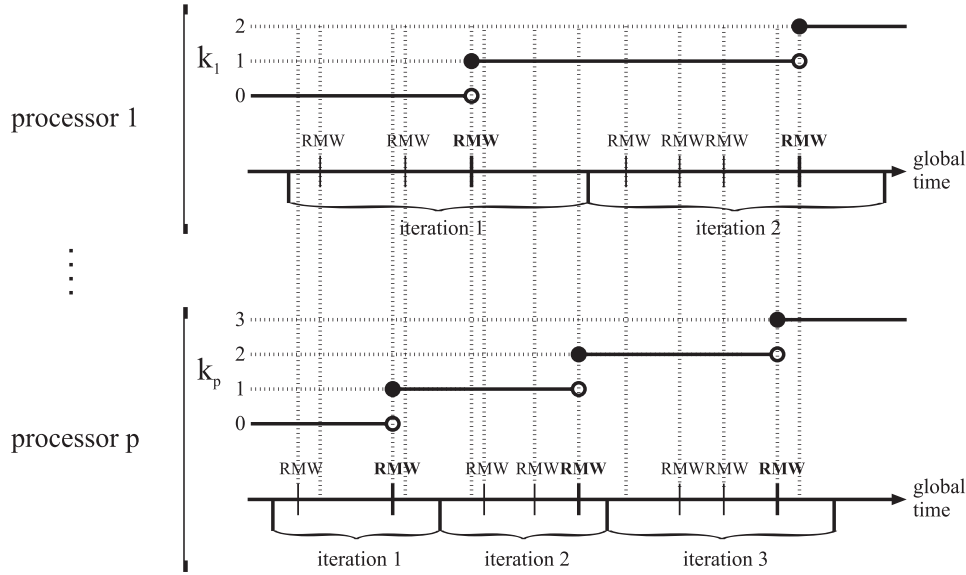 2
k₁ 1
0
processor 1
RMW RMW RMW RMW RMW RMW RMW
global
time
iteration 1 iteration 2
3
2
kₚ 1
0
processor p
RMW RMW RMW RMW RMW RMW RMW RMW
global
time
iteration 1 iteration 2 iteration 3